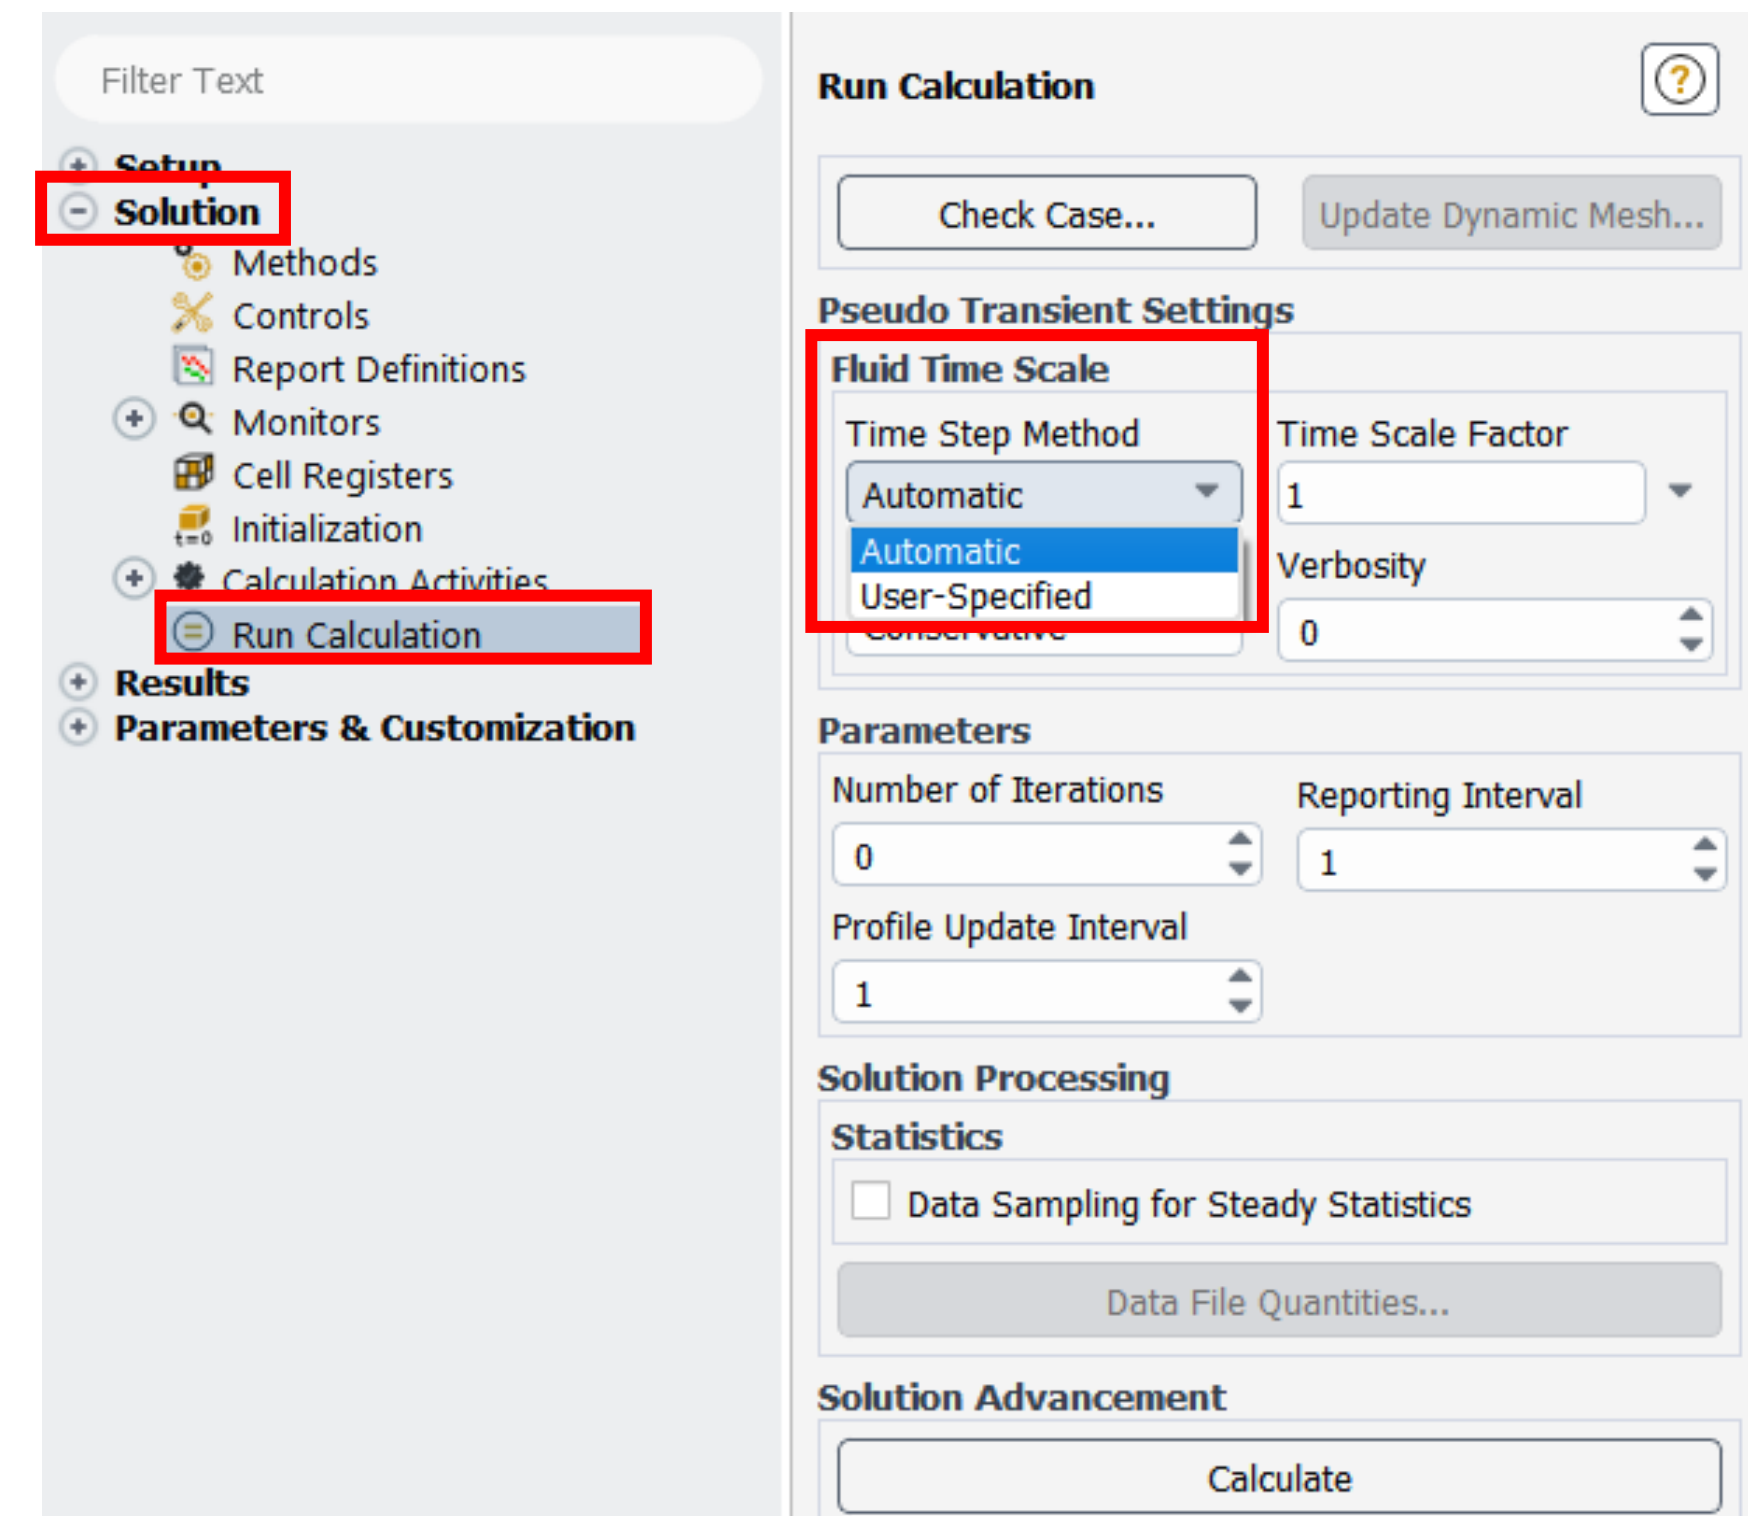 Filter Text
Setup
Solution
Methods
Controls
Report Definitions
Monitors
Cell Registers
t=0
Initialization
Calculation Activities
Run Calculation
Results
Parameters & Customization
Run Calculation
?
Check Case...
Update Dynamic Mesh...
Pseudo Transient Settings
Fluid Time Scale
Time Step Method
Time Scale Factor
Automatic
1
Automatic
User-Specified
Verbosity
Conservative
0
Parameters
Number of Iterations
Reporting Interval
0
1
Profile Update Interval
1
Solution Processing
Statistics
Data Sampling for Steady Statistics
Data File Quantities...
Solution Advancement
Calculate